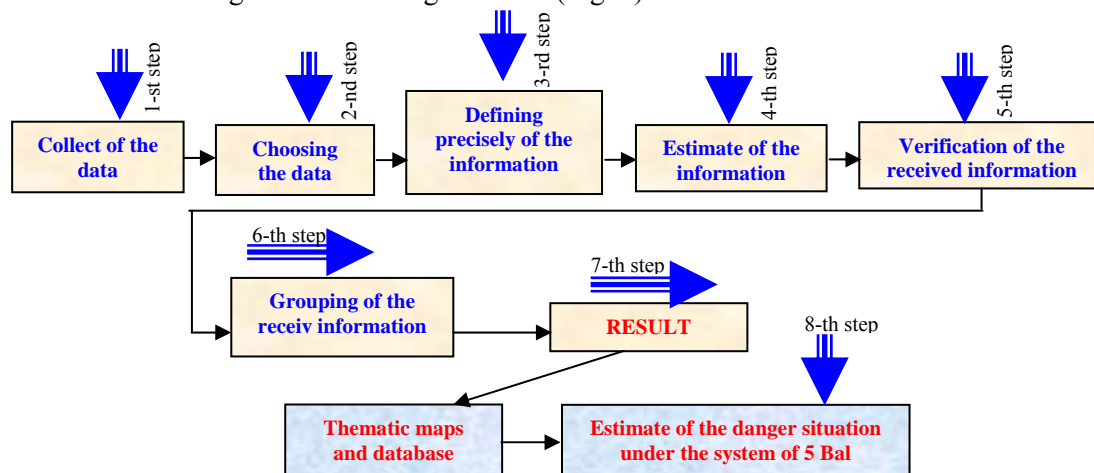 1-st step
Collect of the
data
2-nd step
Choosing
the data
3-rd step
Defining
precisely of the
information
4-th step
Estimate of the
information
5-th step
Verification of the
received information
6-th step
Grouping of the
receiv information
7-th step
RESULT
Thematic maps
and database
8-th step
Estimate of the danger situation
under the system of 5 Bal